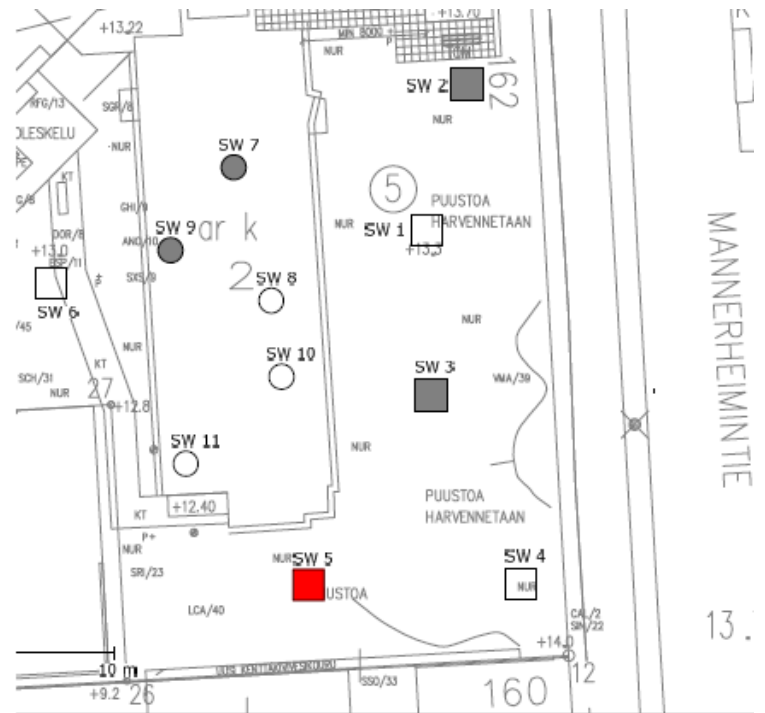 +13.22
+13.70
MIN 8000
P
NUR
SW 2
162
RFG/13
SGR/8
OLESKELU
NUR
NUR
SW 7
KT
5
PUUSTOA
HARVENNETAAN
GHI/9
SW 9
ar k
NUR
SW 1
+13.3
DOR/8
+13.0
ANO/10
BSP/11
SXS/9
2
SW 8
SW 6
NUR
/45
NUR
MANNERHEIMINTIE
KT
SW 10
SW 3
SCH/31
NUR
27
VMA/39
+12.8
SW 11
NUR
PUUSTOA
HARVENNETAAN
+12.40
KT
P+
NUR
NUR
SW 5
SW 4
SRI/23
NUR
USTOA
LCA/40
CAL/2
SIN/22
13.
+14.0
10 m
+9.2
26
SSO/33
160
12